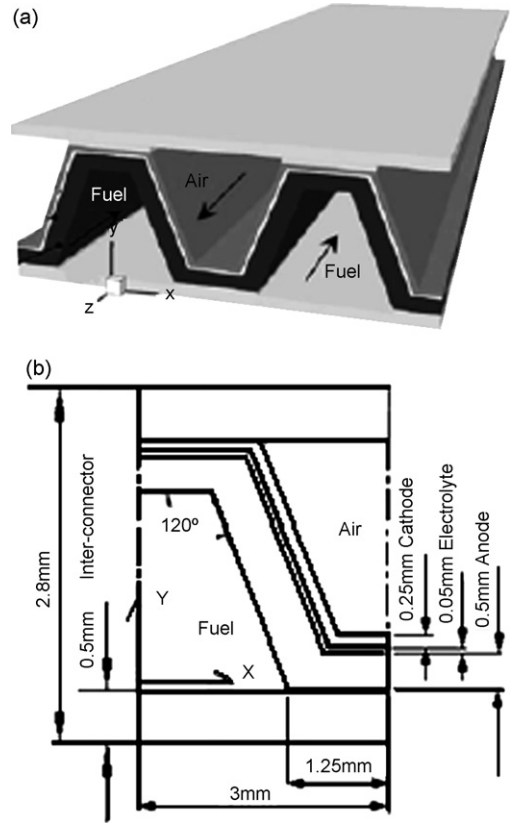 (a)
Fuel
Air
y
Fuel
z
x
(b)
2.8mm
Inter-connector
0.5mm
120º
Y
Fuel
X
Air
0.25mm Cathode
0.05mm Electrolyte
0.5mm Anode
1.25mm
3mm